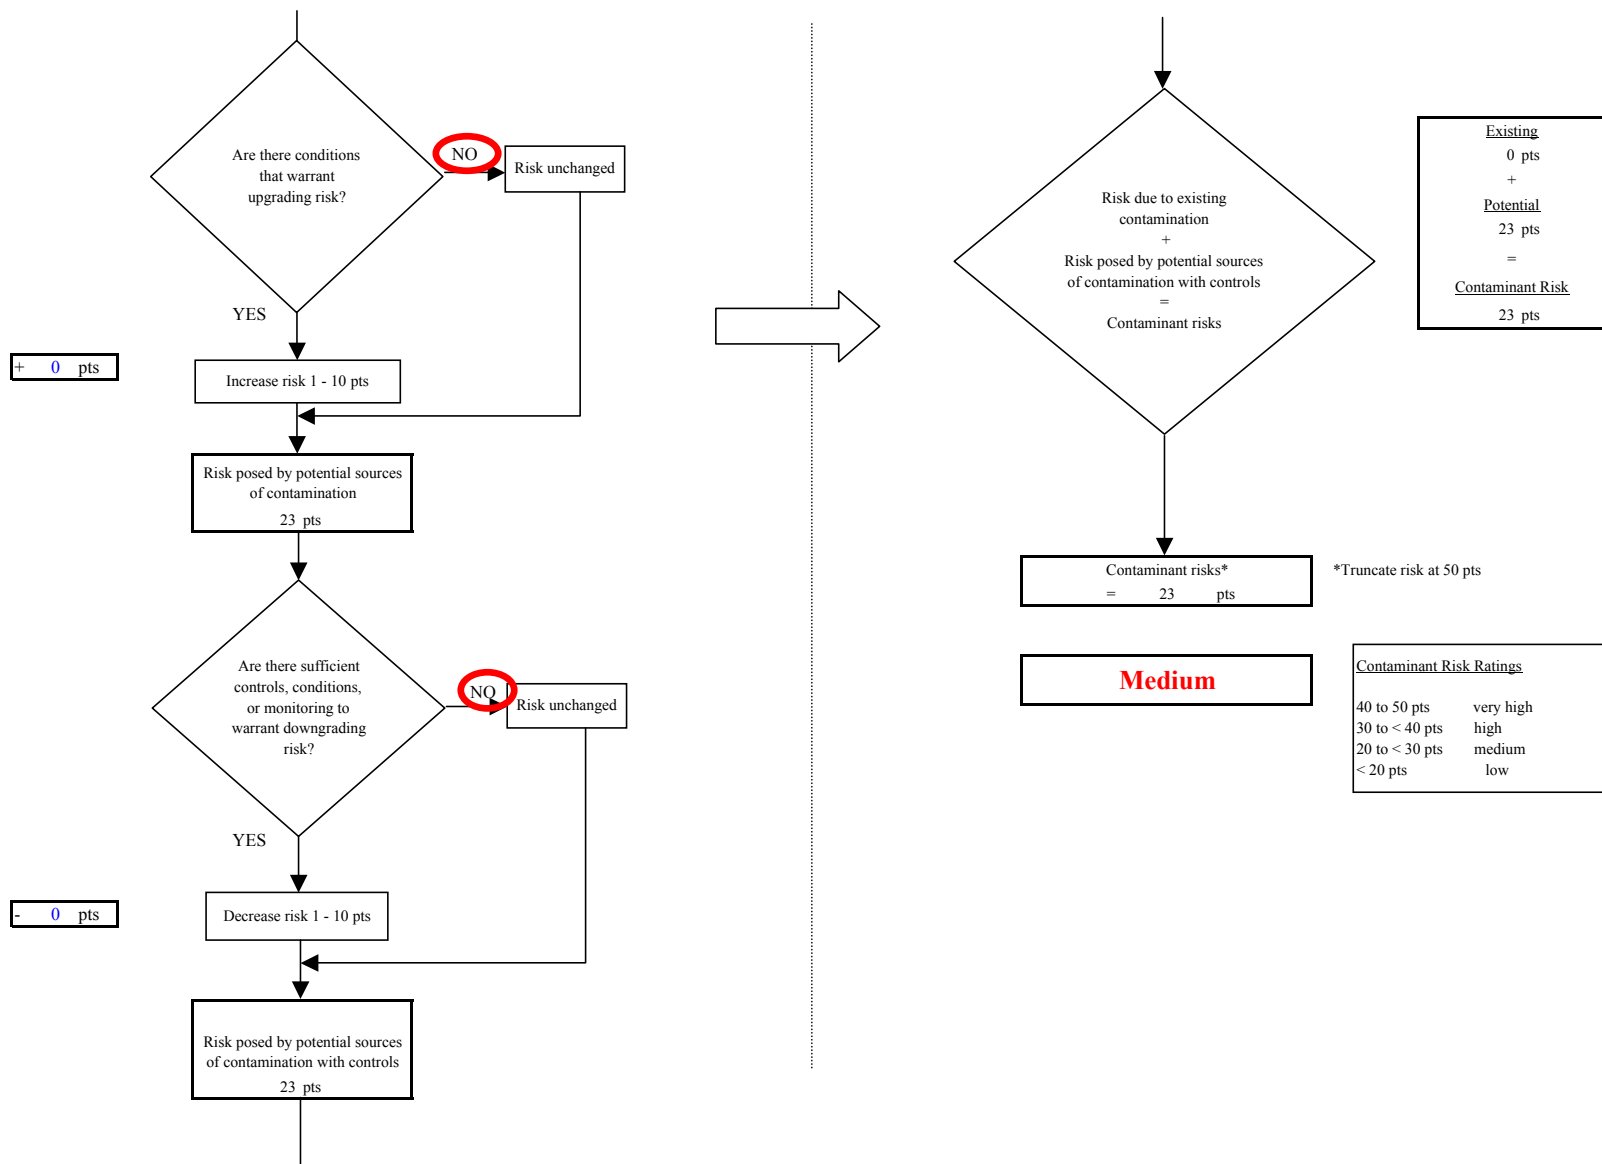 Are there conditions
that warrant
upgrading risk?
NO
Risk unchanged
YES
+ 0 pts
Increase risk 1 - 10 pts
Risk posed by potential sources
of contamination
23 pts
Are there sufficient
controls, conditions,
or monitoring to
warrant downgrading
risk?
NO
Risk unchanged
YES
- 0 pts
Decrease risk 1 - 10 pts
Risk posed by potential sources
of contamination with controls
23 pts
Risk due to existing
contamination
+
Risk posed by potential sources
of contamination with controls
=
Contaminant risks
Existing
0 pts
+
Potential
23 pts
=
Contaminant Risk
23 pts
Contaminant risks*
= 23 pts
*Truncate risk at 50 pts
Medium
Contaminant Risk Ratings
40 to 50 pts very high
30 to < 40 pts high
20 to < 30 pts medium
< 20 pts low